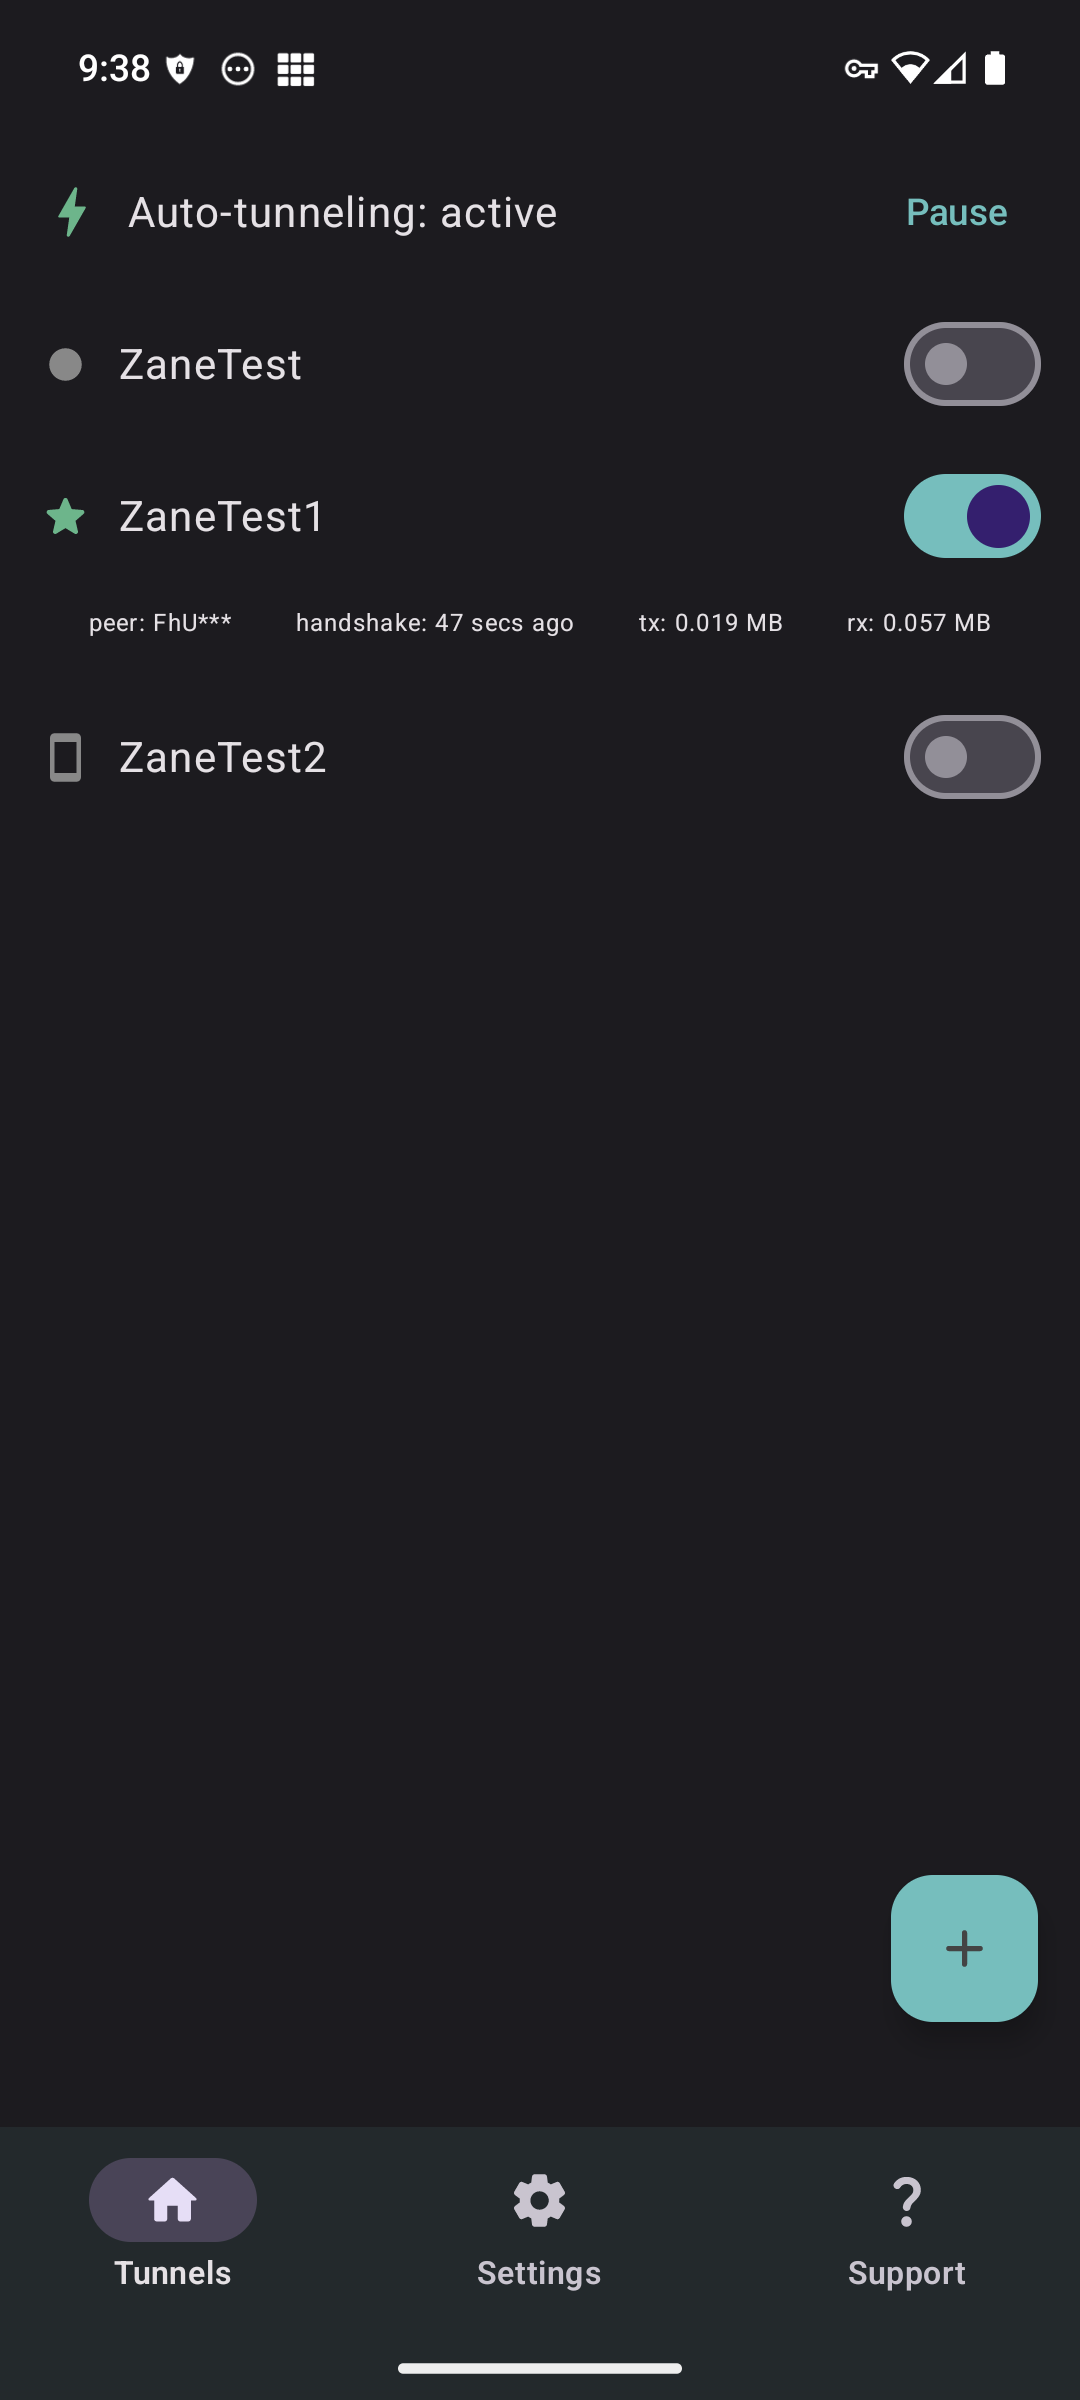 9:38
Auto-tunneling: active Pause
ZaneTest
ZaneTest1
peer: FhU*** handshake: 47 secs ago tx: 0.019 MB rx: 0.057 MB
ZaneTest2
Tunnels Settings Support